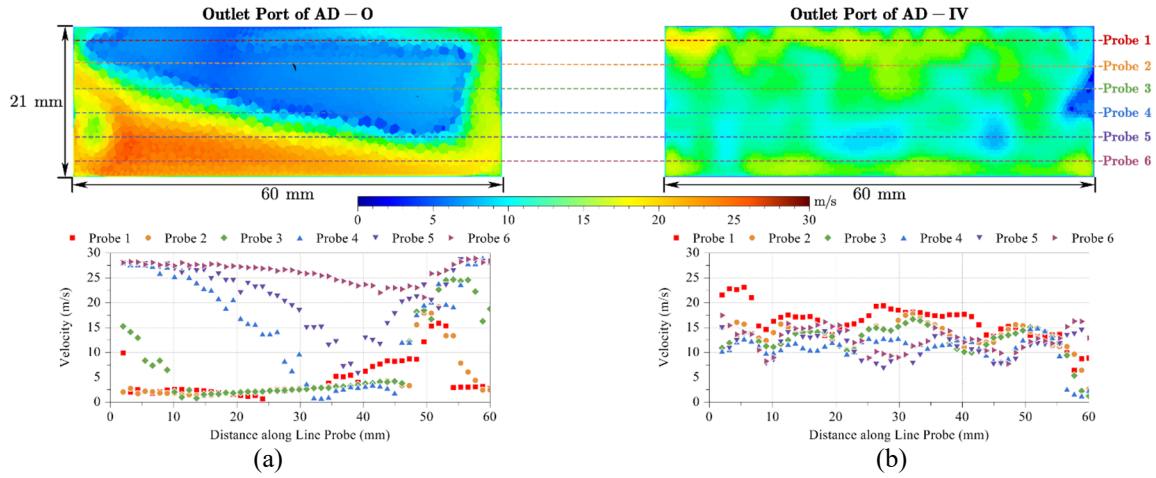 Outlet Port of AD − O
Outlet Port of AD − IV
21 mm
Probe 1
Probe 2
Probe 3
Probe 4
Probe 5
Probe 6
60 mm
60 mm
m/s
0 5 10 15 20 25 30
Probe 1 Probe 2 Probe 3 Probe 4 Probe 5 Probe 6
Velocity (m/s)
30
25
20
15
10
5
0
0 10 20 30 40 50 60
Distance along Line Probe (mm)
(a)
Probe 1 Probe 2 Probe 3 Probe 4 Probe 5 Probe 6
Velocity (m/s)
30
25
20
15
10
5
0
0 10 20 30 40 50 60
Distance along Line Probe (mm)
(b)